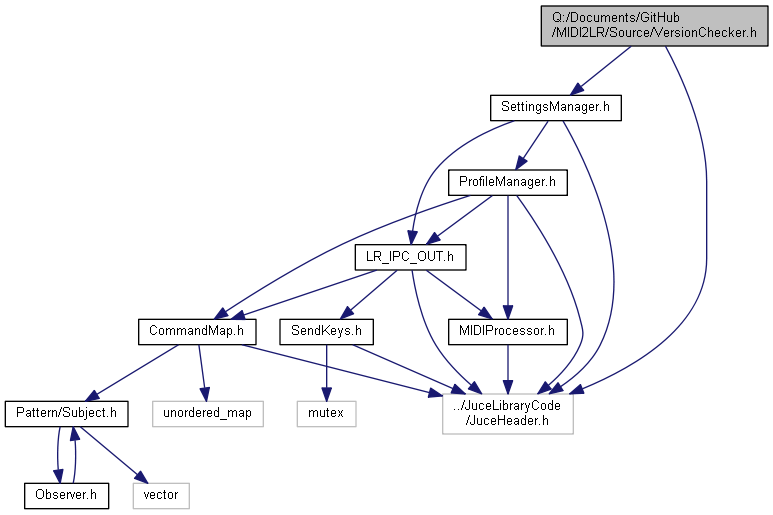 Q:/Documents/GitHub
/MIDI2LR/Source/VersionChecker.h
SettingsManager.h
ProfileManager.h
LR_IPC_OUT.h
CommandMap.h
SendKeys.h
MIDIProcessor.h
Pattern/Subject.h
unordered_map
mutex
../JuceLibraryCode
/JuceHeader.h
Observer.h
vector